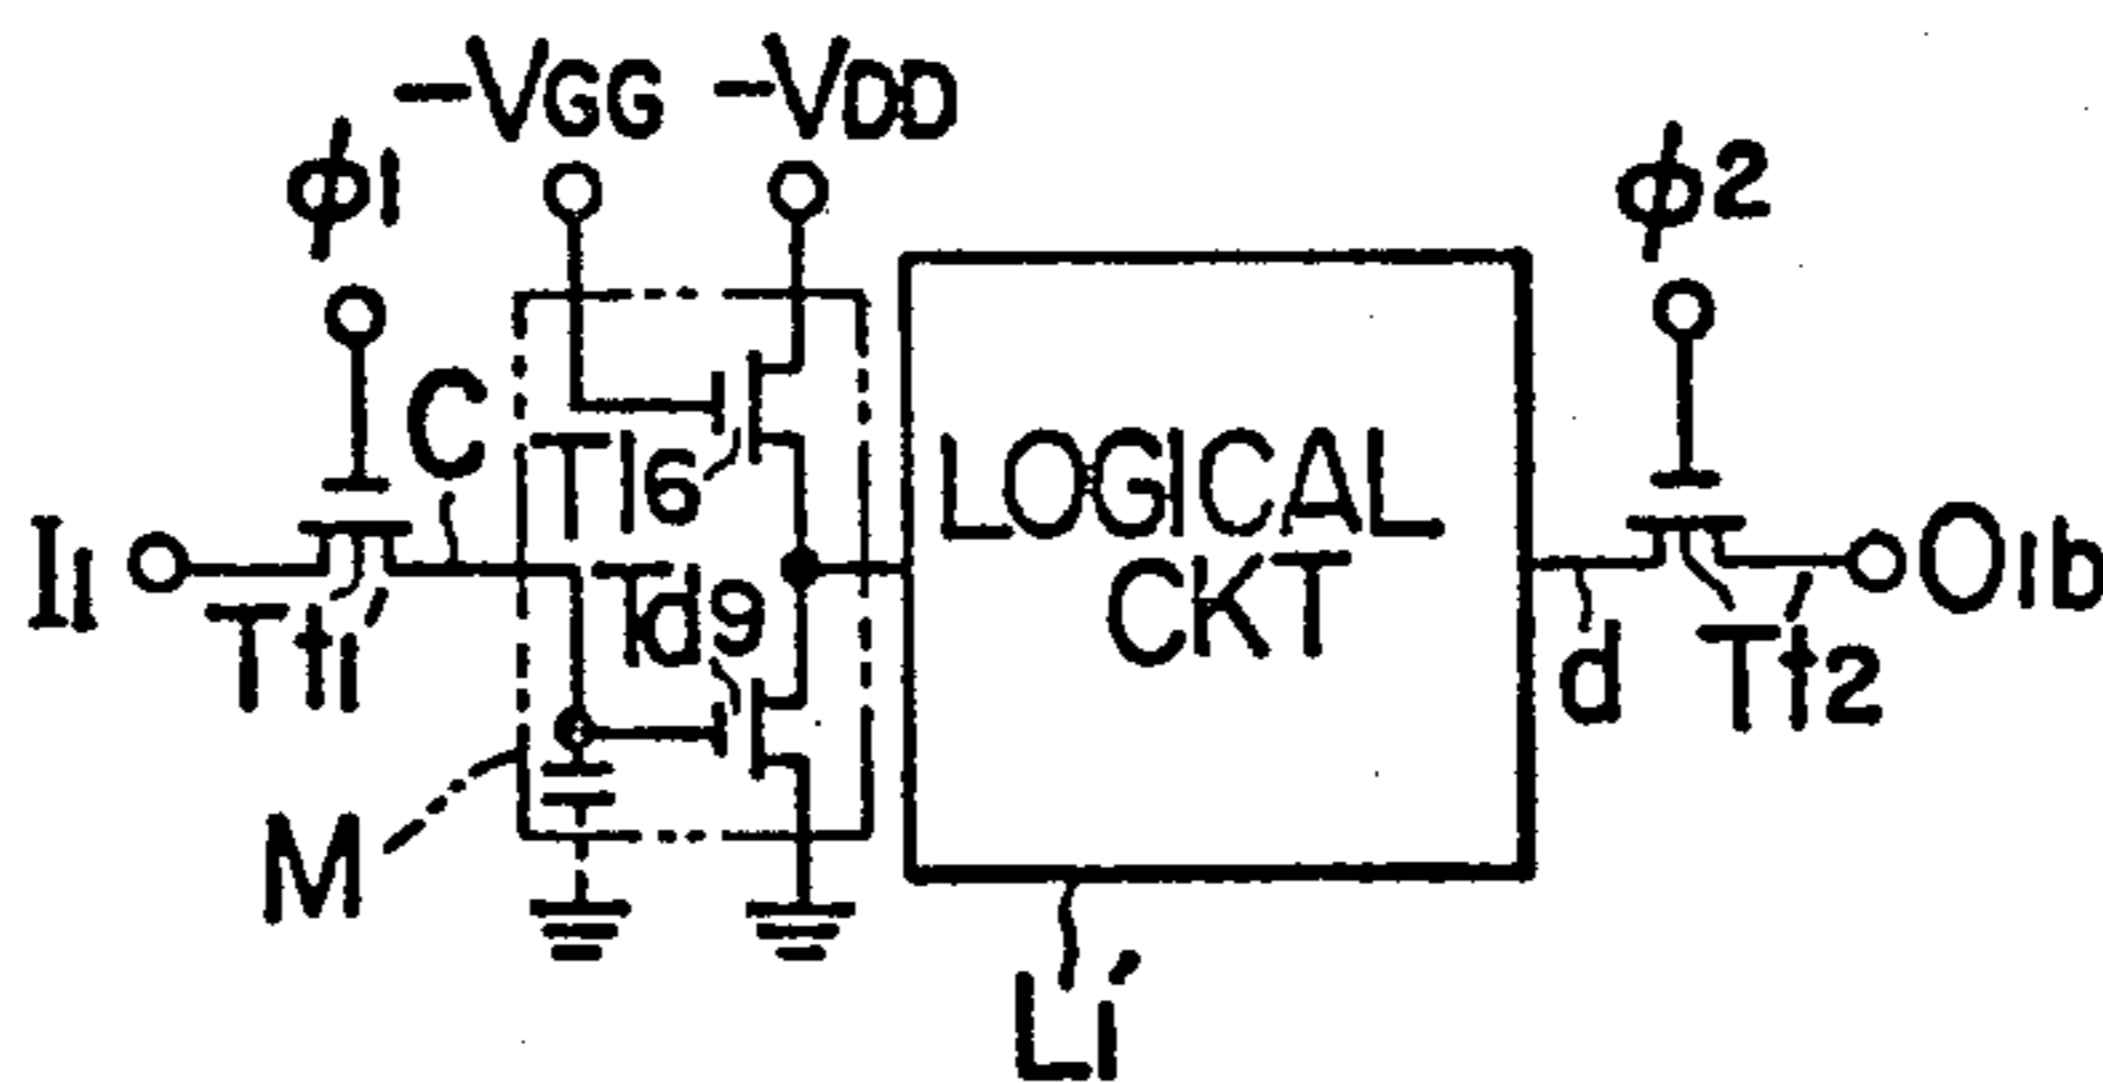 -VGG -VDD
φ1
φ2
C
Tl6
LOGICAL
CKT
I1
Tt1'
Td9
O1b
d
Tt2'
M
Li'